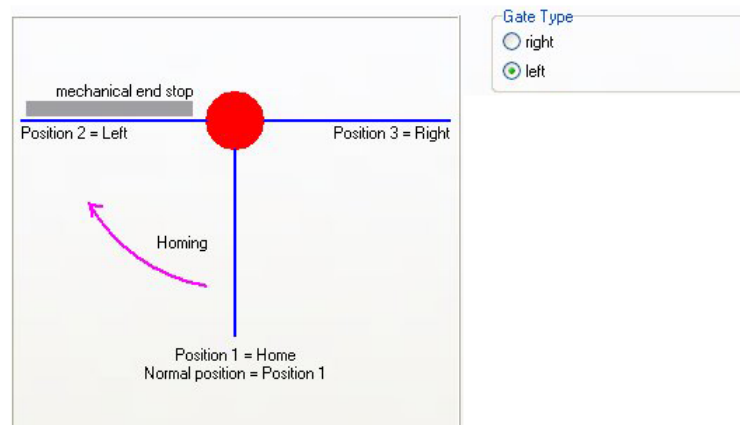 Gate Type
right
left
mechanical end stop
Position 2 = Left
Position 3 = Right
Homing
Position 1 = Home
Normal position = Position 1